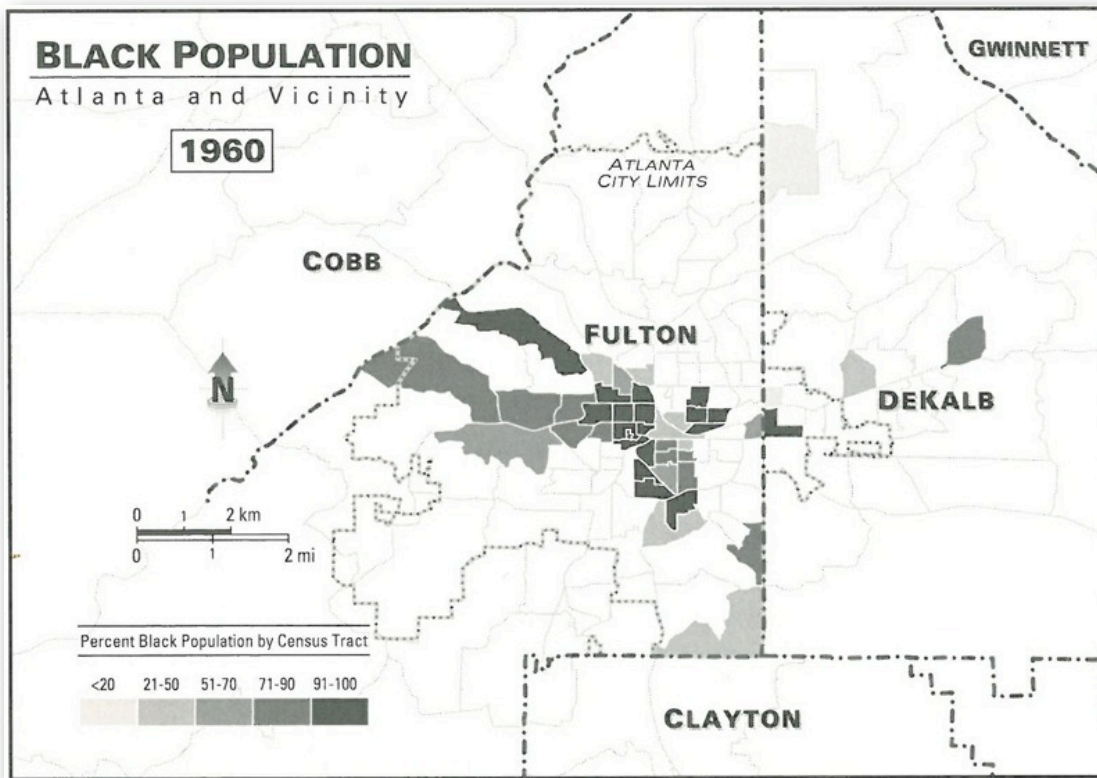 BLACK POPULATION
Atlanta and Vicinity
1960
GWINNETT
ATLANTA
CITY LIMITS
COBB
FULTON
N
DEKALB
0 1 2 km
0 2 mi
Percent Black Population by Census Tract
<20 21-50 51-70 71-90 91-100
CLAYTON